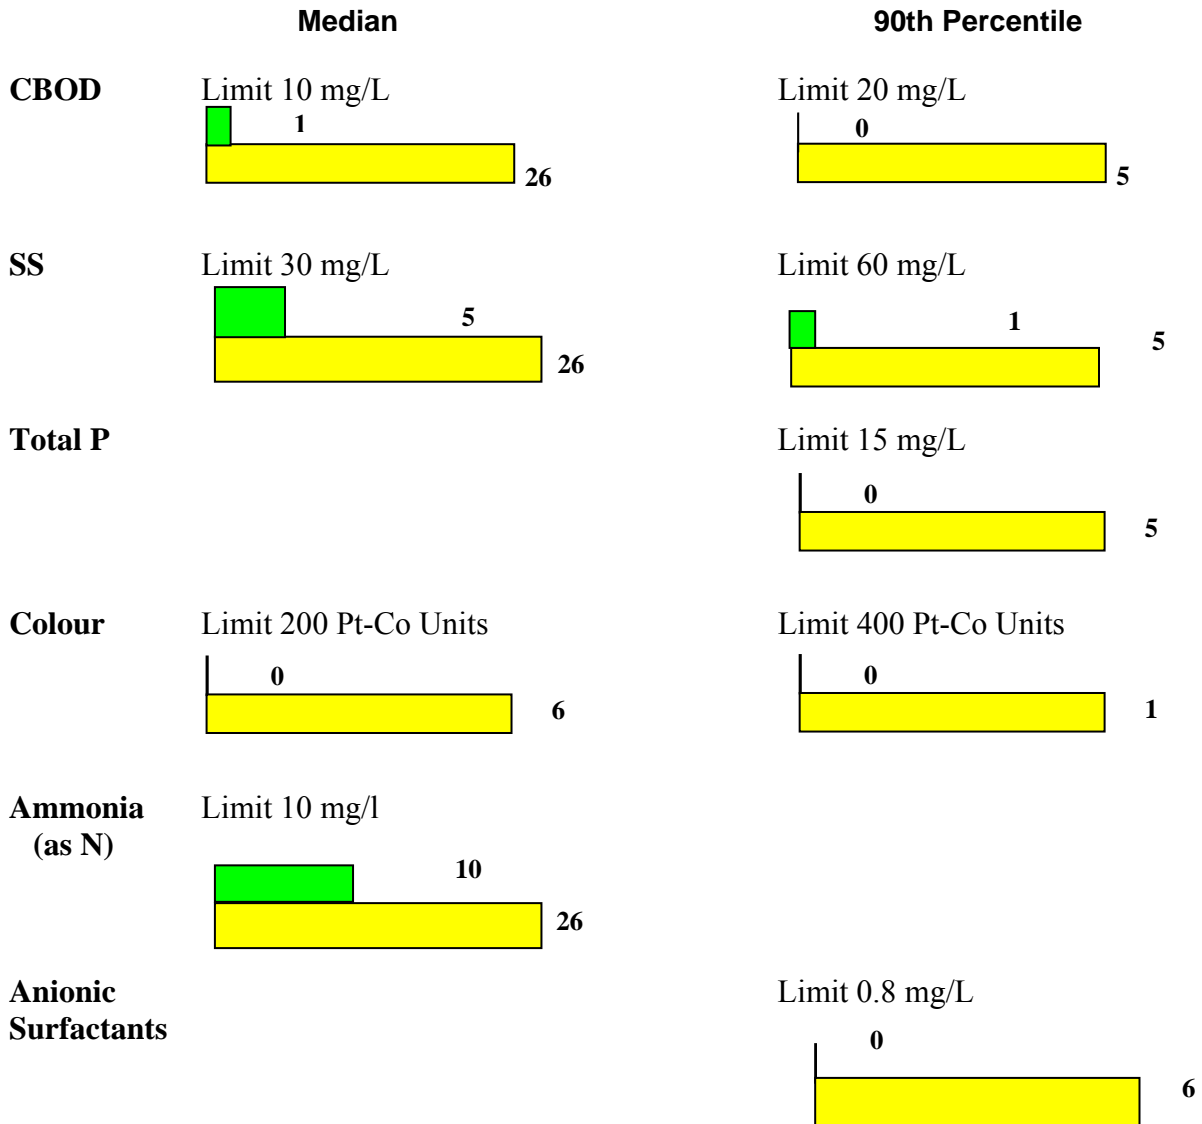 Median 90th Percentile
CBOD Limit 10 mg/L Limit 20 mg/L
1 0
26 5
SS Limit 30 mg/L Limit 60 mg/L
5 1 5
26
Total P Limit 15 mg/L
0
5
Colour Limit 200 Pt-Co Units Limit 400 Pt-Co Units
0 0
6 1
Ammonia Limit 10 mg/l
(as N)
10
26
Anionic Limit 0.8 mg/L
Surfactants
0
6